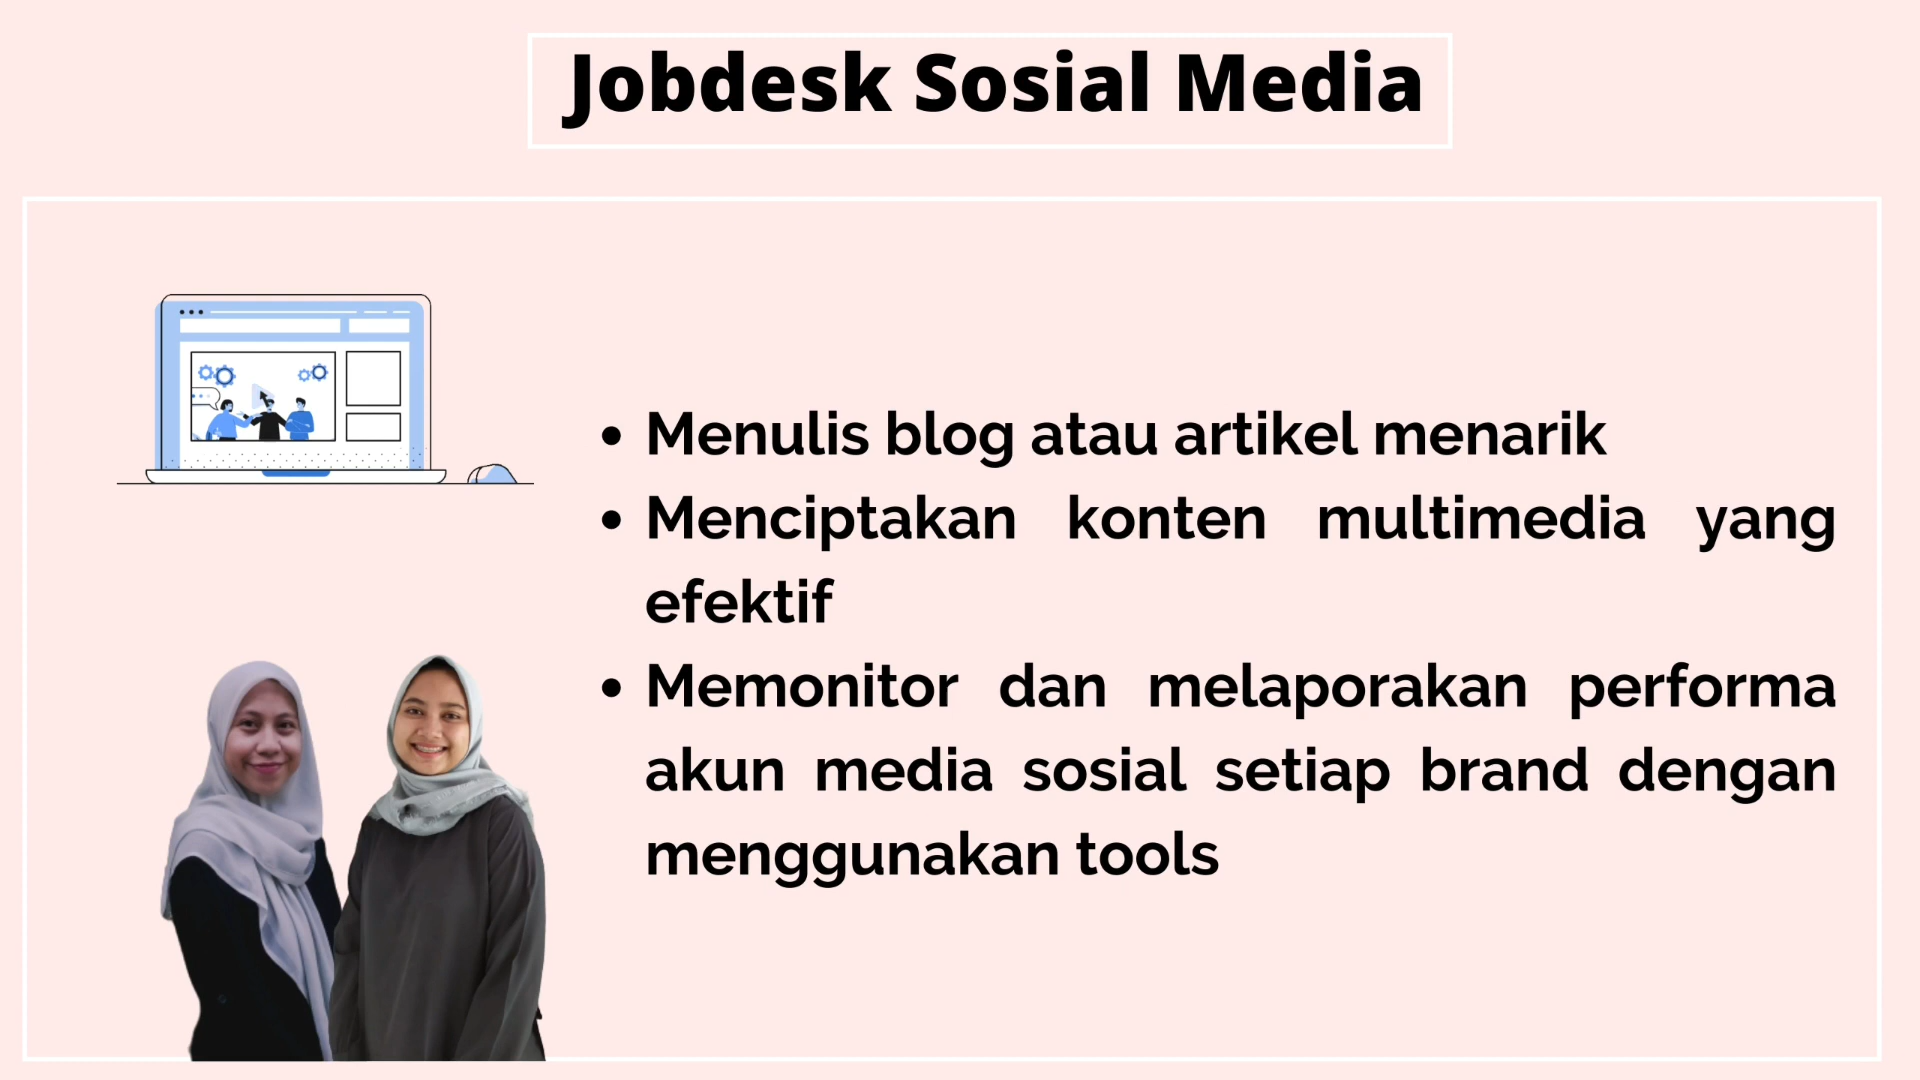 Jobdesk Sosial Media
• Menulis blog atau artikel menarik
• Menciptakan konten multimedia yang
efektif
• Memonitor dan melaporakan performa
akun media sosial setiap brand dengan
menggunakan tools